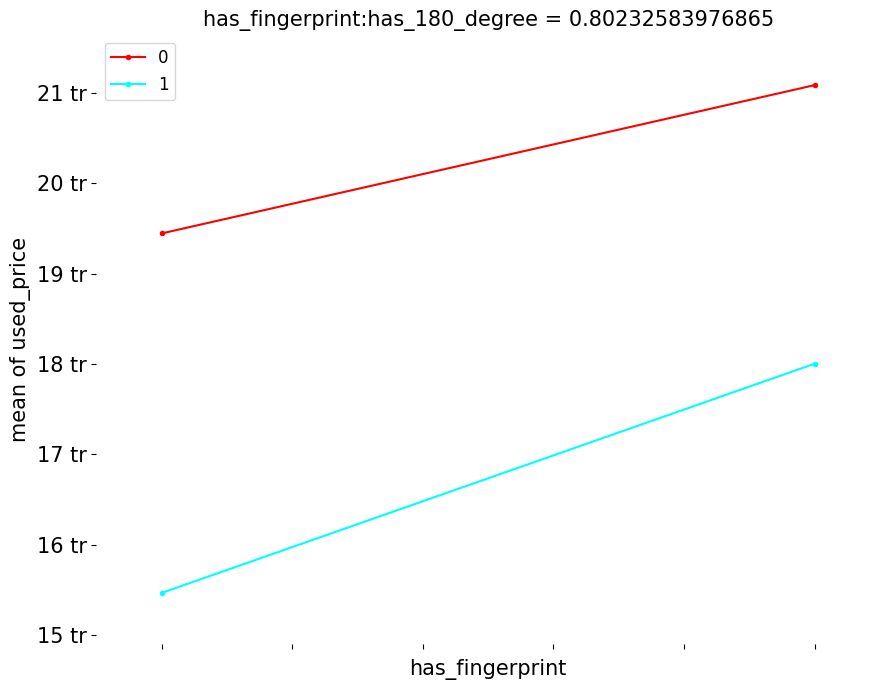 has_fingerprint:has_180_degree = 0.80232583976865
0
1
21 tr
20 tr
19 tr
18 tr
17 tr
16 tr
15 tr
mean of used_price
has_fingerprint